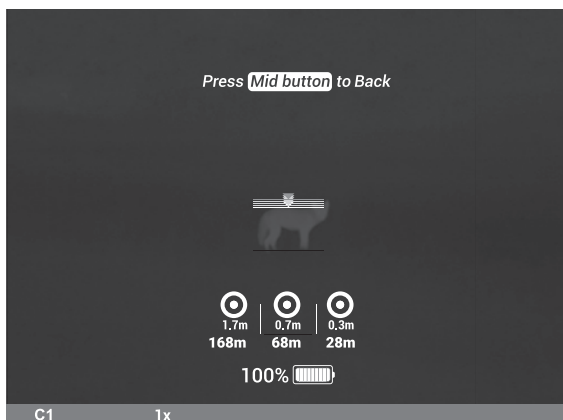 Press Mid button to Back
1.7m 0.7m 0.3m
168m 68m 28m
100%
C1 1x